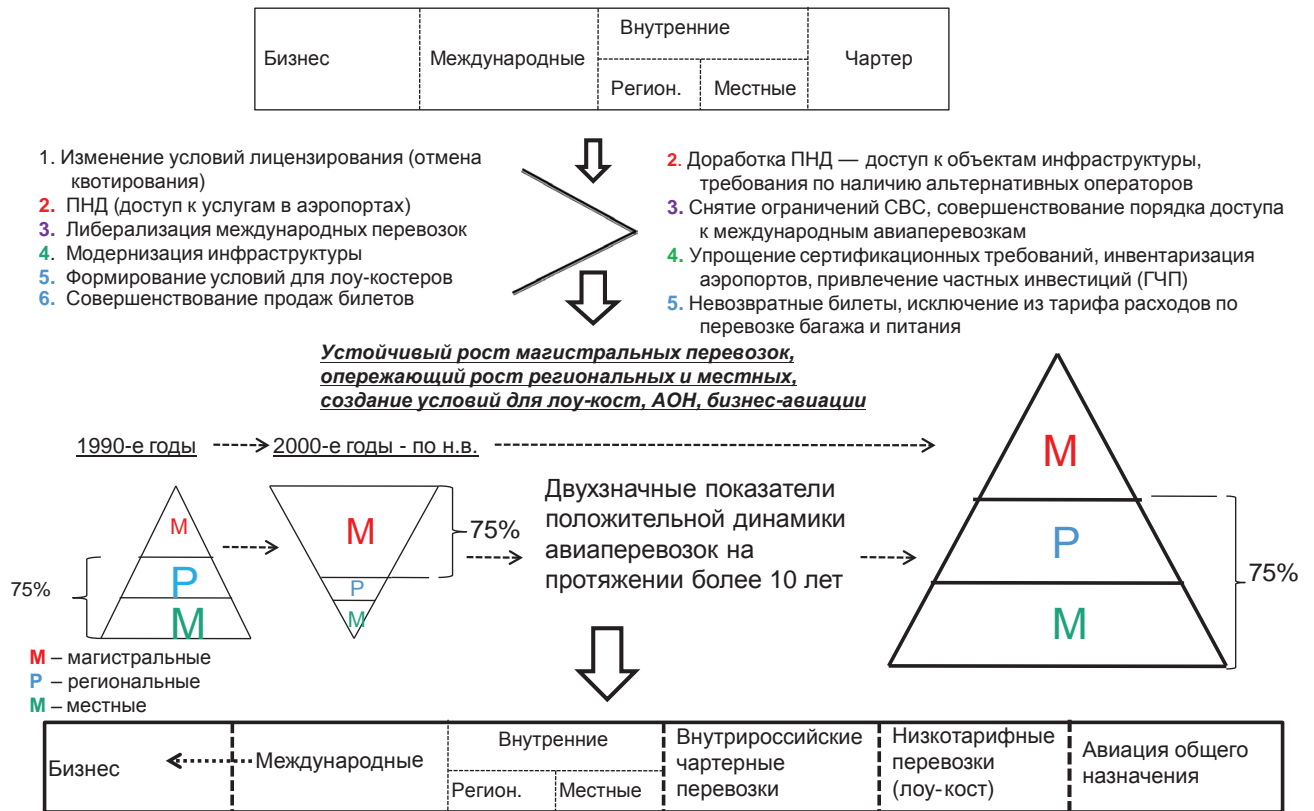 Бизнес
Международные
Внутренние
Регион.
Местные
Чартер
1. Изменение условий лицензирования (отмена
квотирования)
2. ПНД (доступ к услугам в аэропортах)
3. Либерализация международных перевозок
4. Модернизация инфраструктуры
5. Формирование условий для лоу-костеров
6. Совершенствование продаж билетов
2. Доработка ПНД — доступ к объектам инфраструктуры,
требования по наличию альтернативных операторов
3. Снятие ограничений СВС, совершенствование порядка доступа
к международным авиаперевозкам
4. Упрощение сертификационных требований, инвентаризация
аэропортов, привлечение частных инвестиций (ГЧП)
5. Невозвратные билеты, исключение из тарифа расходов по
перевозке багажа и питания
Устойчивый рост магистральных перевозок,
опережающий рост региональных и местных,
создание условий для лоу-кост, АОН, бизнес-авиации
1990-е годы
2000-е годы - по н.в.
М
Р
М
75%
М
Р
М
75%
Двухзначные показатели
положительной динамики
авиаперевозок на
протяжении более 10 лет
М
Р
М
75%
М – магистральные
Р – региональные
М – местные
Бизнес
Международные
Внутренние
Регион.
Местные
Внутрироссийские
чартерные
перевозки
Низкотарифные
перевозки
(лоу-кост)
Авиация общего
назначения